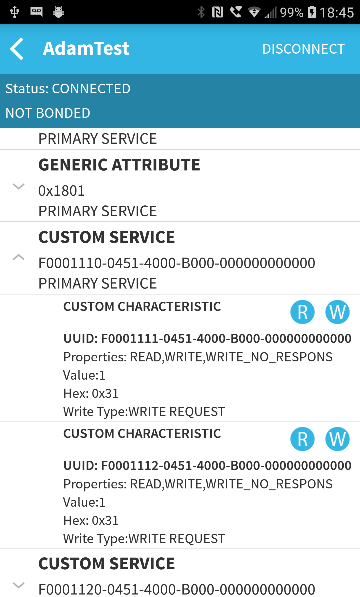 99% 18:45
AdamTest DISCONNECT
Status: CONNECTED
NOT BONDED
PRIMARY SERVICE
GENERIC ATTRIBUTE
0x1801
PRIMARY SERVICE
CUSTOM SERVICE
F0001110-0451-4000-B000-000000000000
PRIMARY SERVICE
CUSTOM CHARACTERISTIC R W
UUID: F0001111-0451-4000-B000-000000000000
Properties: READ,WRITE,WRITE_NO_RESPONS
Value:1
Hex: 0x31
Write Type:WRITE REQUEST
CUSTOM CHARACTERISTIC R W
UUID: F0001112-0451-4000-B000-000000000000
Properties: READ,WRITE,WRITE_NO_RESPONS
Value:1
Hex: 0x31
Write Type:WRITE REQUEST
CUSTOM SERVICE
F0001120-0451-4000-B000-000000000000